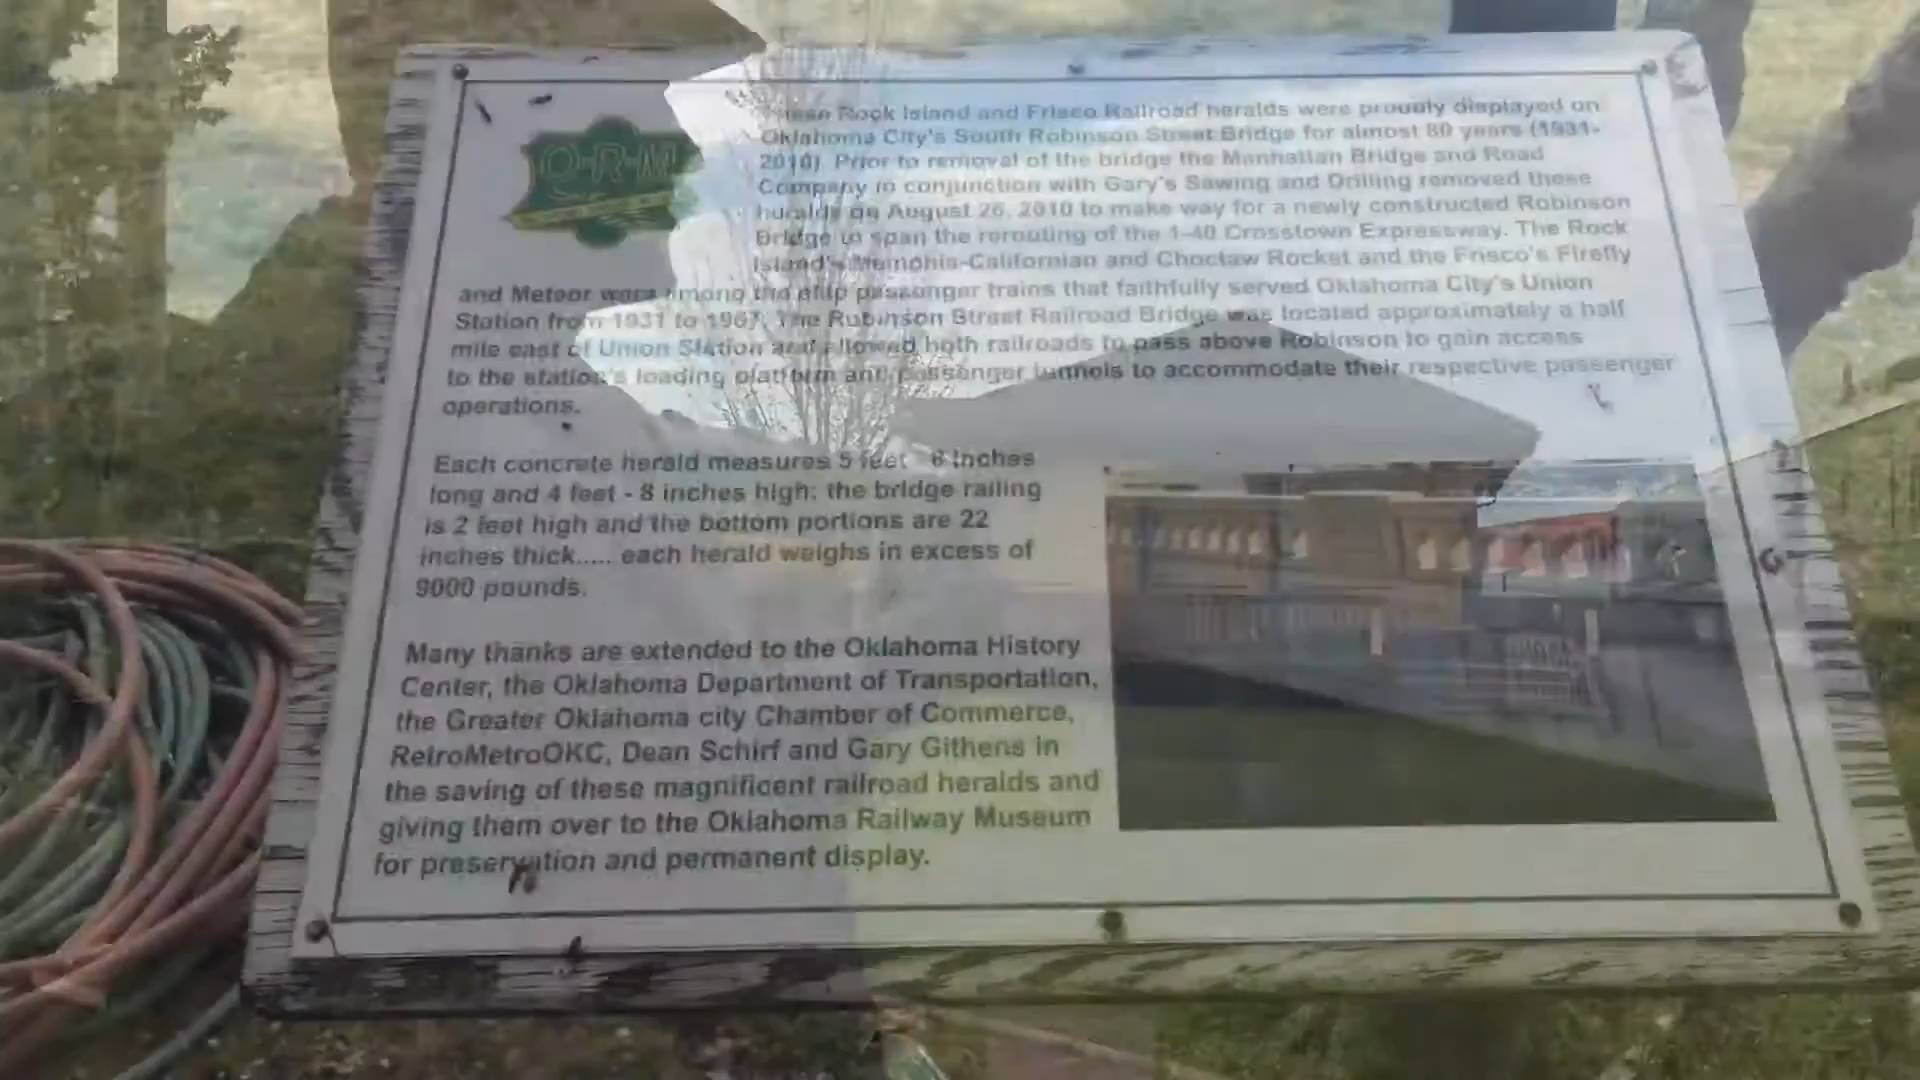 O-R-M
These Rock Island and Frisco Railroad heralds were proudly displayed on
Oklahoma City's South Robinson Street Bridge for almost 80 years (1931-
2010). Prior to removal of the bridge the Manhattan Bridge and Road
Company in conjunction with Gary's Sawing and Drilling removed these
heralds on August 26, 2010 to make way for a newly constructed Robinson
Bridge to span the rerouting of the 1-40 Crosstown Expressway. The Rock
Island's Memphis-Californian and Choctaw Rocket and the Frisco's Firefly
and Meteor were among the elite passenger trains that faithfully served Oklahoma City's Union
Station from 1931 to 1967. The Robinson Street Railroad Bridge was located approximately a half
mile east of Union Station and allowed both railroads to pass above Robinson to gain access
to the station's loading platform and passenger tunnels to accommodate their respective passenger
operations.
Each concrete herald measures 5 feet - 6 inches
long and 4 feet - 8 inches high; the bridge railing
is 2 feet high and the bottom portions are 22
inches thick..... each herald weighs in excess of
9000 pounds.
Many thanks are extended to the Oklahoma History
Center, the Oklahoma Department of Transportation,
the Greater Oklahoma city Chamber of Commerce,
RetroMetroOKC, Dean Schirf and Gary Githens in
the saving of these magnificent railroad heralds and
giving them over to the Oklahoma Railway Museum
for preservation and permanent display.